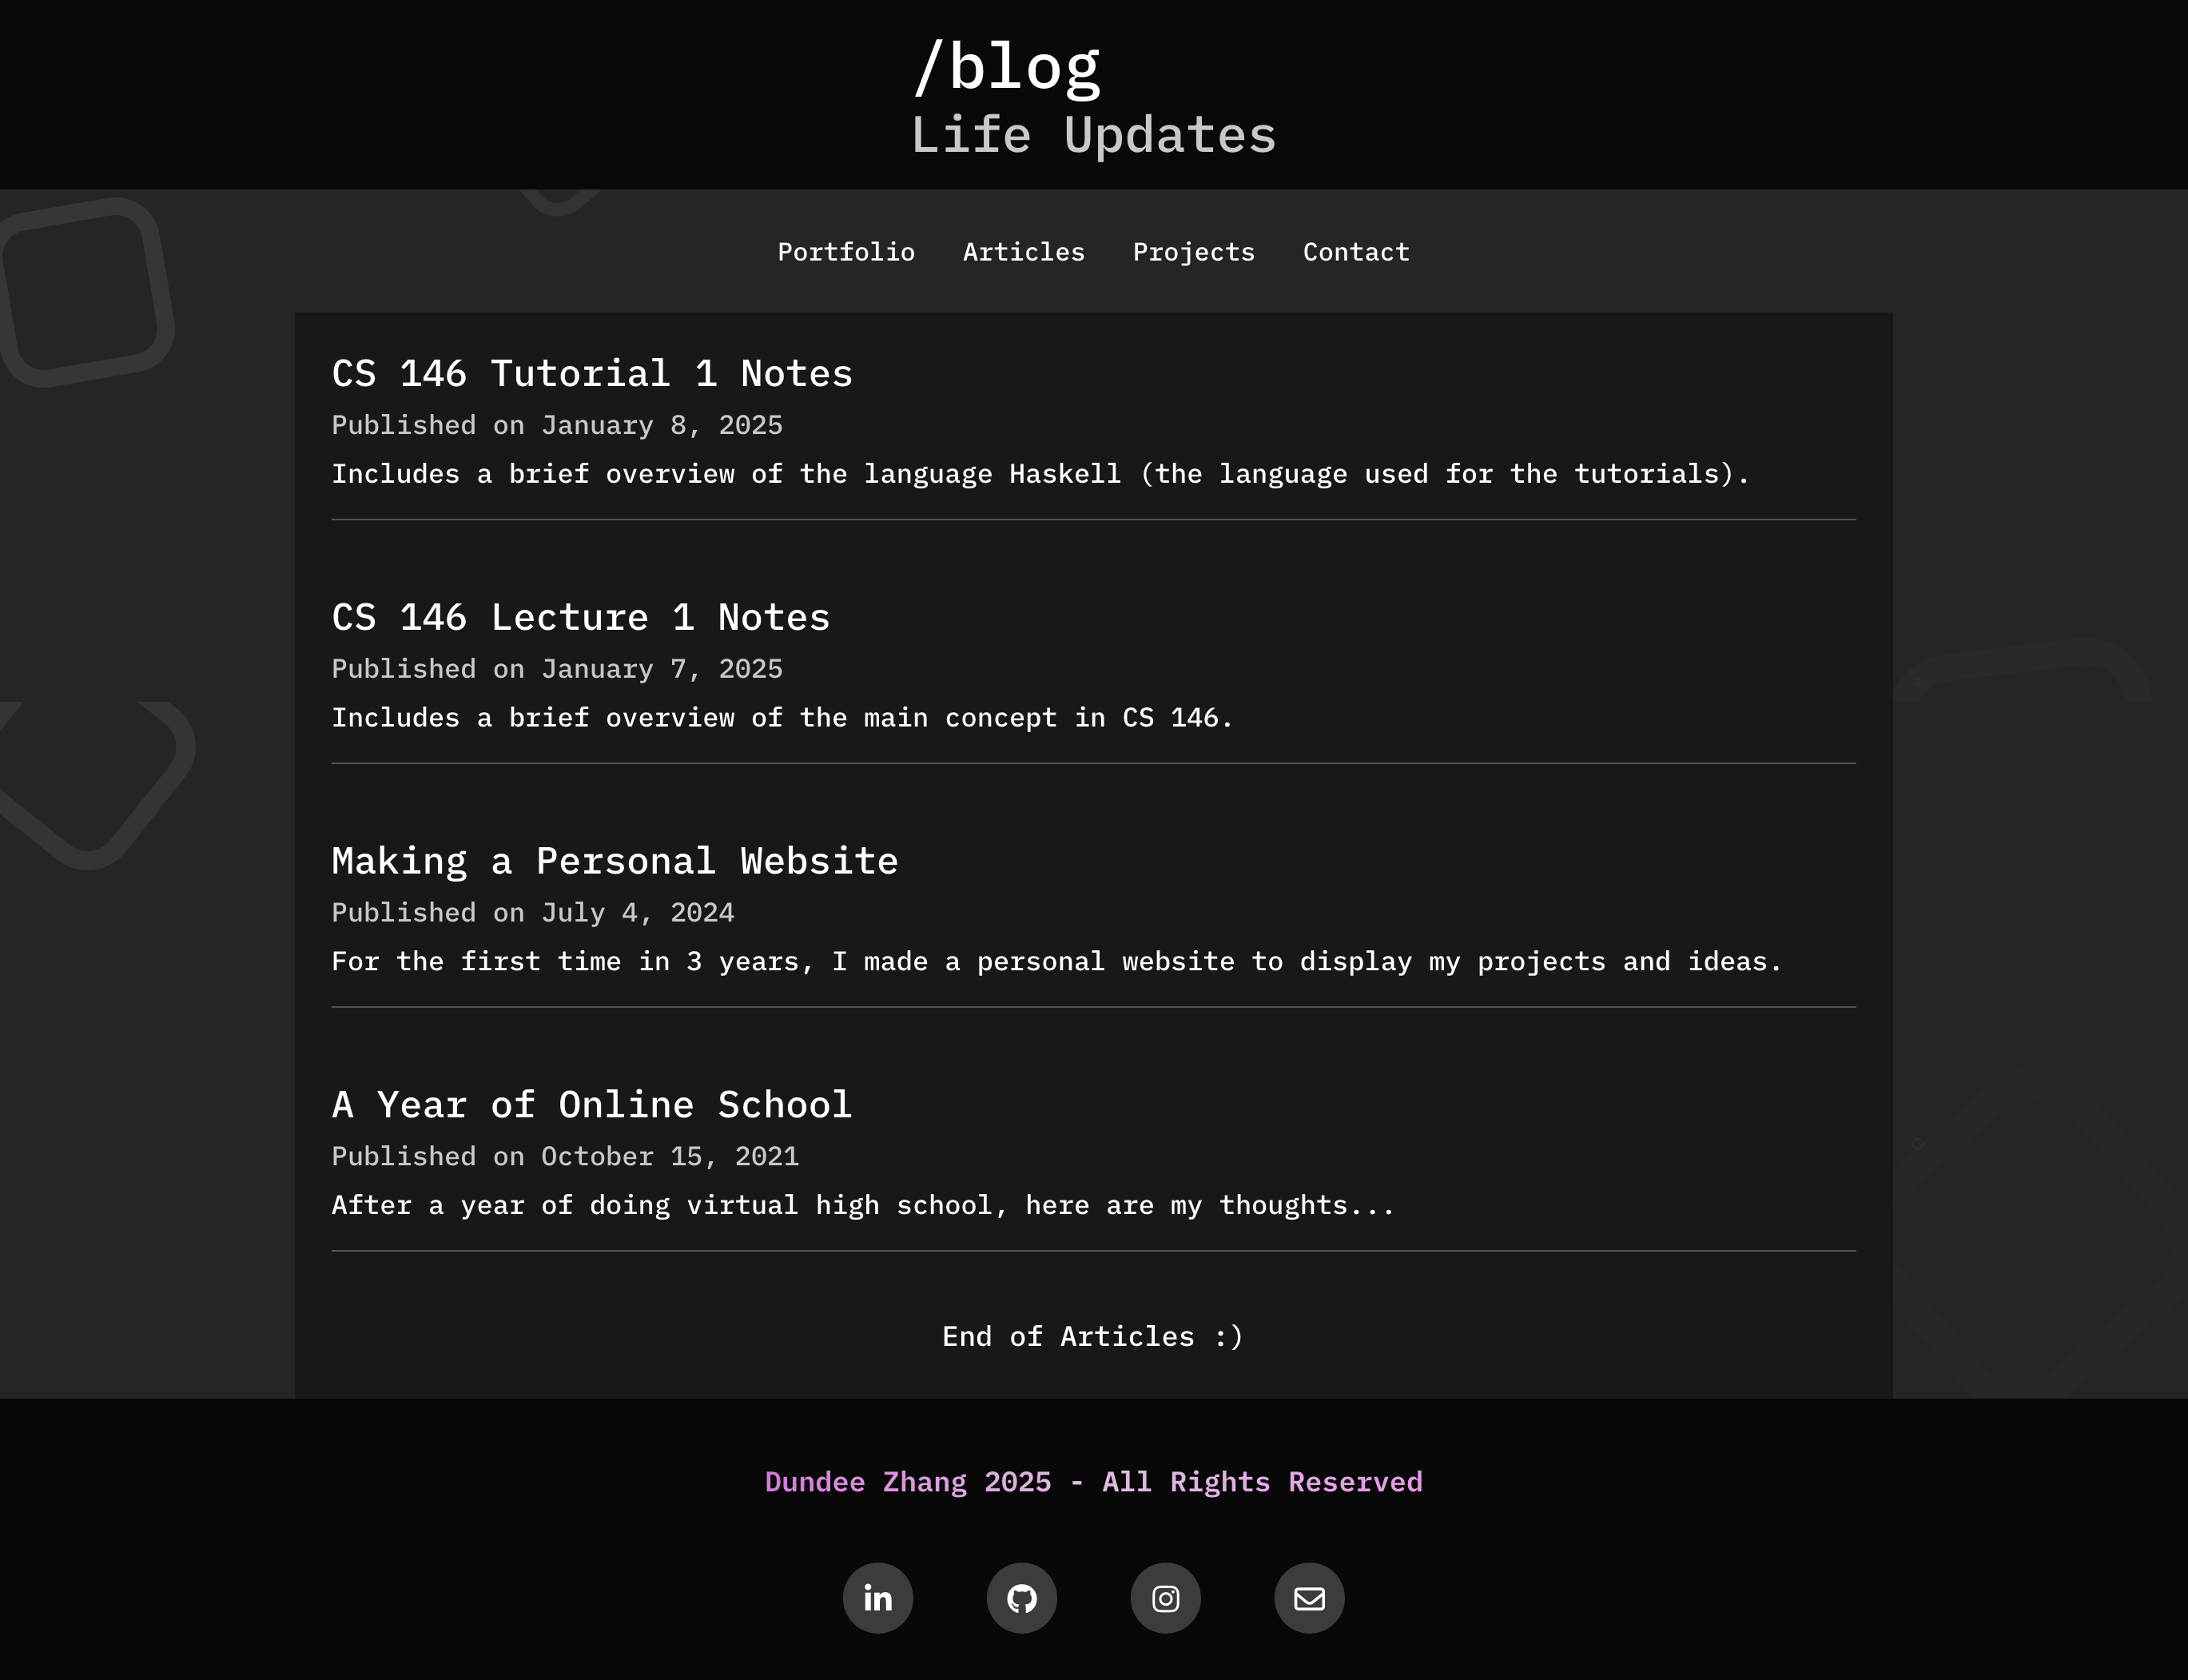 /blog
Life Updates
Portfolio Articles Projects Contact
CS 146 Tutorial 1 Notes
Published on January 8, 2025
Includes a brief overview of the language Haskell (the language used for the tutorials).
CS 146 Lecture 1 Notes
Published on January 7, 2025
Includes a brief overview of the main concept in CS 146.
Making a Personal Website
Published on July 4, 2024
For the first time in 3 years, I made a personal website to display my projects and ideas.
A Year of Online School
Published on October 15, 2021
After a year of doing virtual high school, here are my thoughts...
End of Articles :)
Dundee Zhang 2025 - All Rights Reserved
in